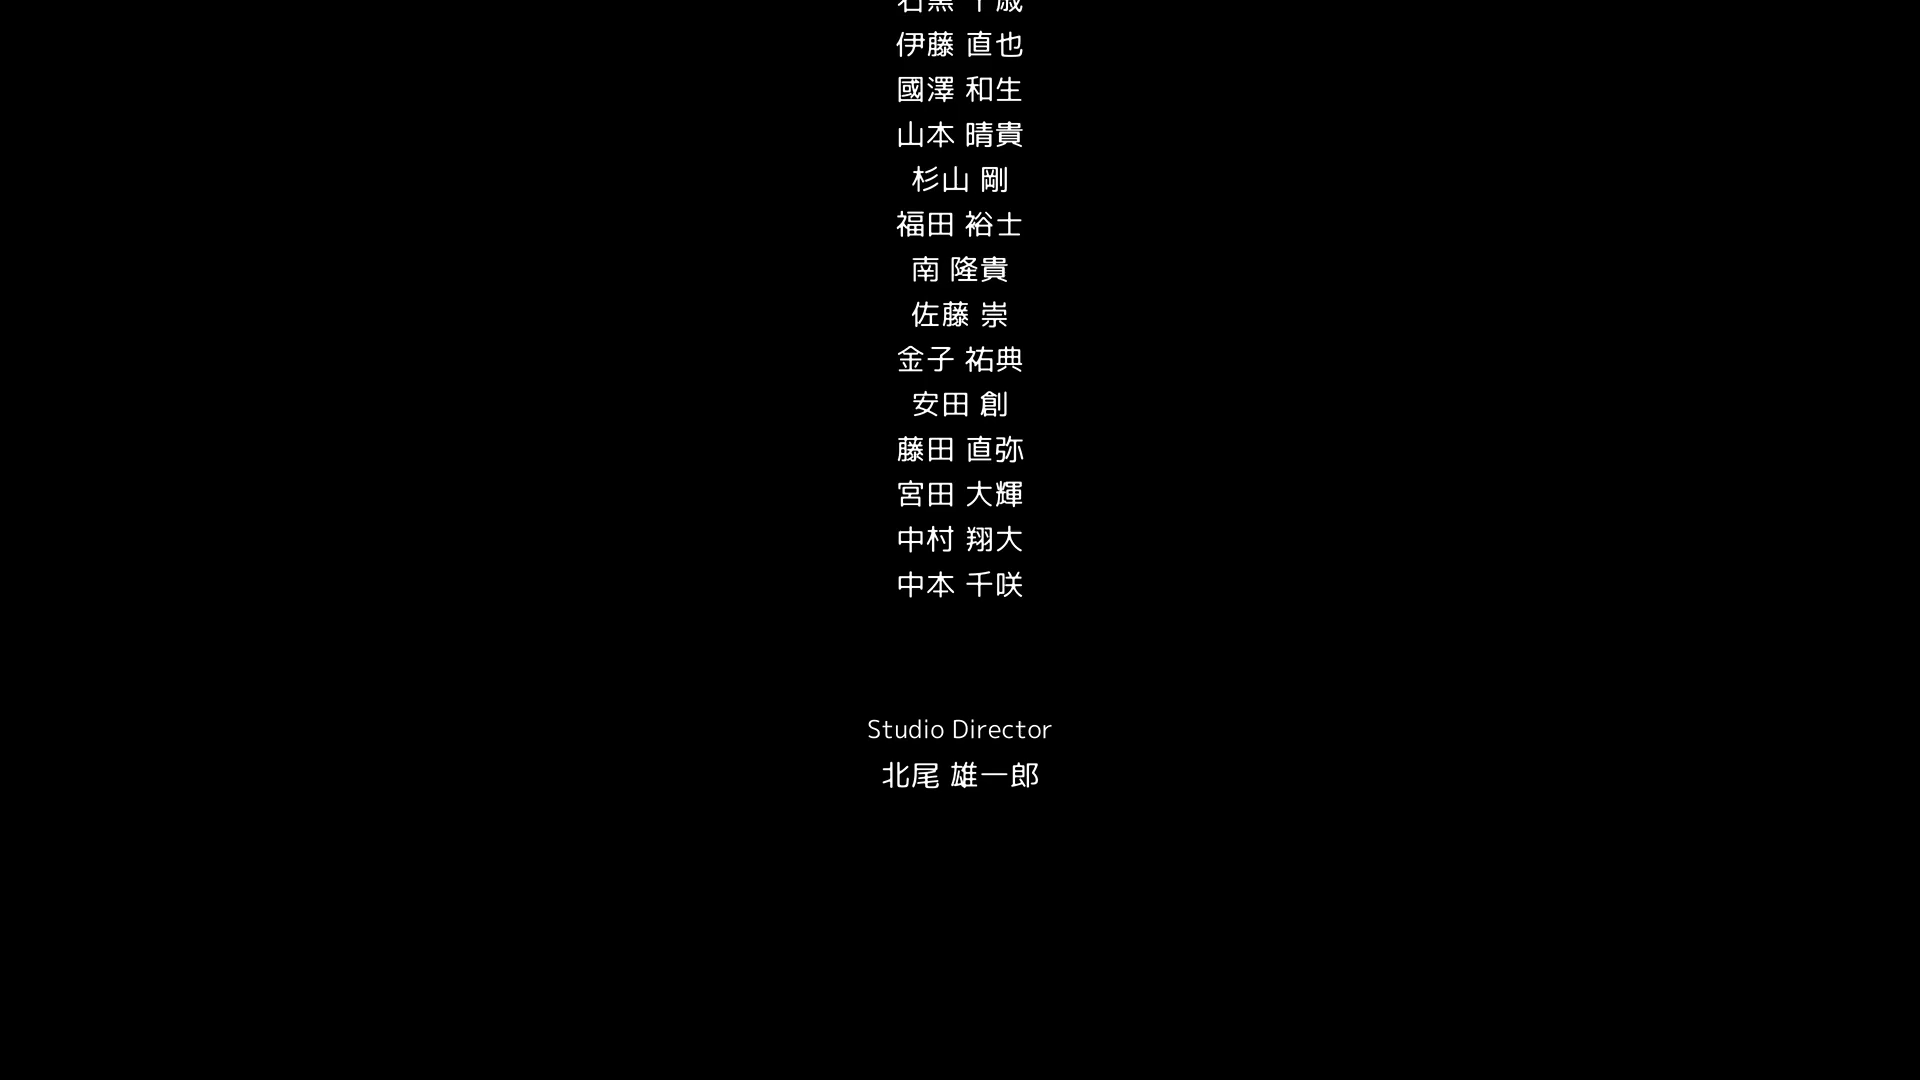 伊藤 直也
國澤 和生
山本 晴貴
杉山 剛
福田 裕士
南 隆貴
佐藤 崇
金子 祐典
安田 創
藤田 直弥
宮田 大輝
中村 翔大
中本 千咲
Studio Director
北尾 雄一郎